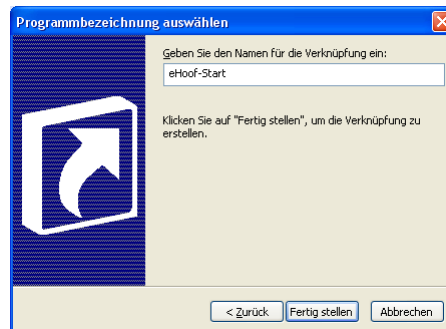 Programmbezeichnung auswählen
Geben Sie den Namen für die Verknüpfung ein:
eHoof-Start
Klicken Sie auf "Fertig stellen", um die Verknüpfung zu
erstellen.
< Zurück Fertig stellen Abbrechen